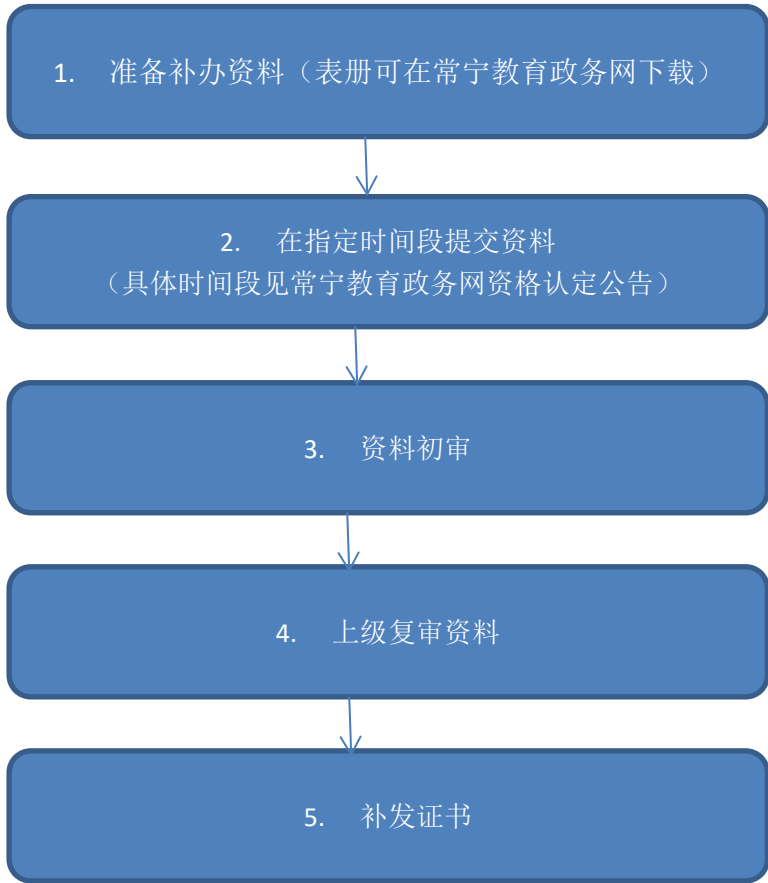 1. 准备补办资料（表册可在常宁教育政务网下载）
2. 在指定时间段提交资料
（具体时间段见常宁教育政务网资格认定公告）
3. 资料初审
4. 上级复审资料
5. 补发证书